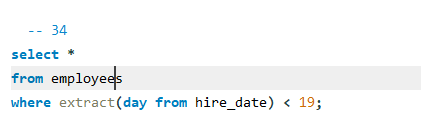 -- 34
select *
from employees
where extract(day from hire_date) < 19;